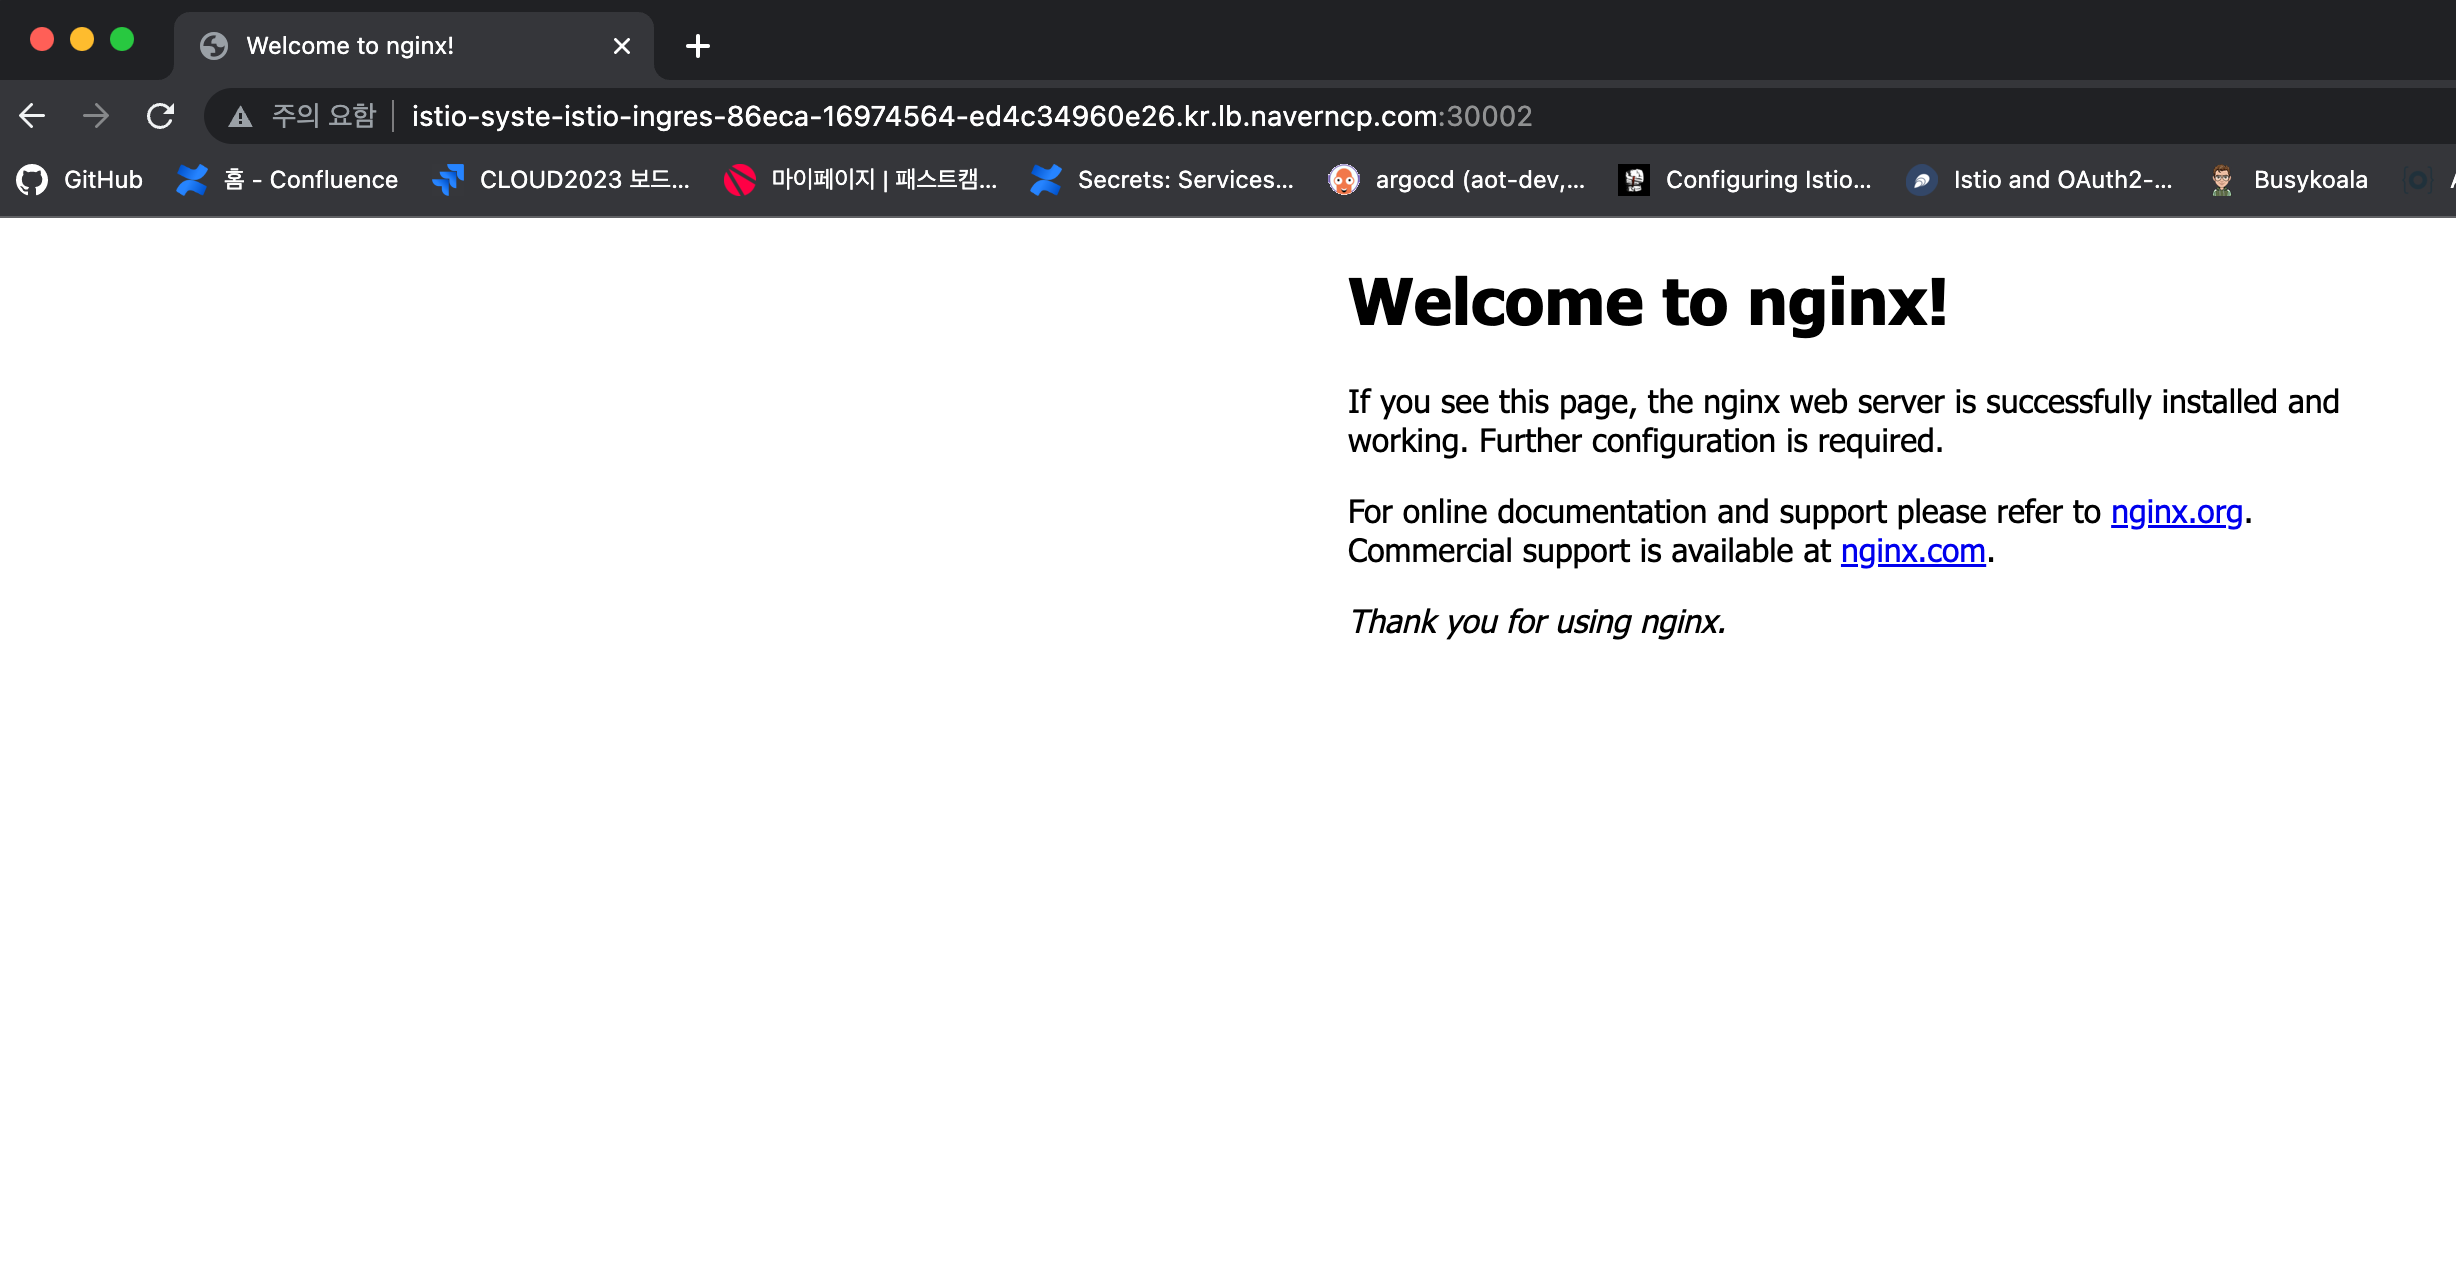 Welcome to nginx!
주의 요함 istio-syste-istio-ingres-86eca-16974564-ed4c34960e26.kr.lb.naverncp.com:30002
GitHub 홈 - Confluence CLOUD2023 보드... 마이페이지 | 패스트캠... Secrets: Services... argocd (aot-dev,... Configuring Istio... Istio and OAuth2-... Busykoala
Welcome to nginx!
If you see this page, the nginx web server is successfully installed and
working. Further configuration is required.
For online documentation and support please refer to nginx.org.
Commercial support is available at nginx.com.
Thank you for using nginx.